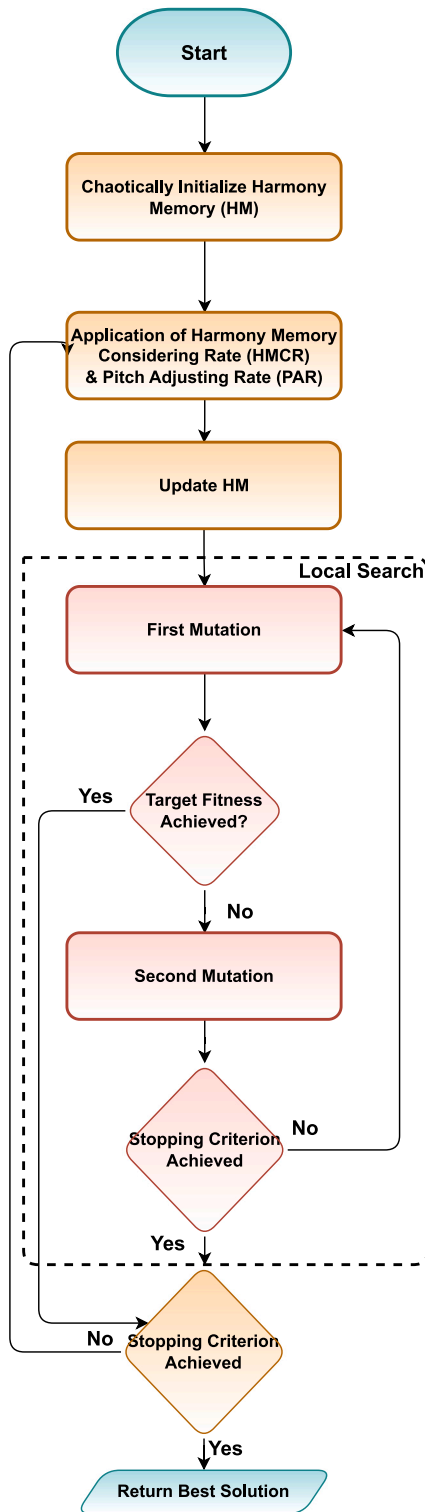 Start
Chaotically Initialize Harmony
Memory (HM)
Application of Harmony Memory
Considering Rate (HMCR)
& Pitch Adjusting Rate (PAR)
Update HM
Local Search
First Mutation
Yes
Target Fitness
Achieved?
No
Second Mutation
Stopping Criterion
Achieved
No
Yes
No
Stopping Criterion
Achieved
Yes
Return Best Solution